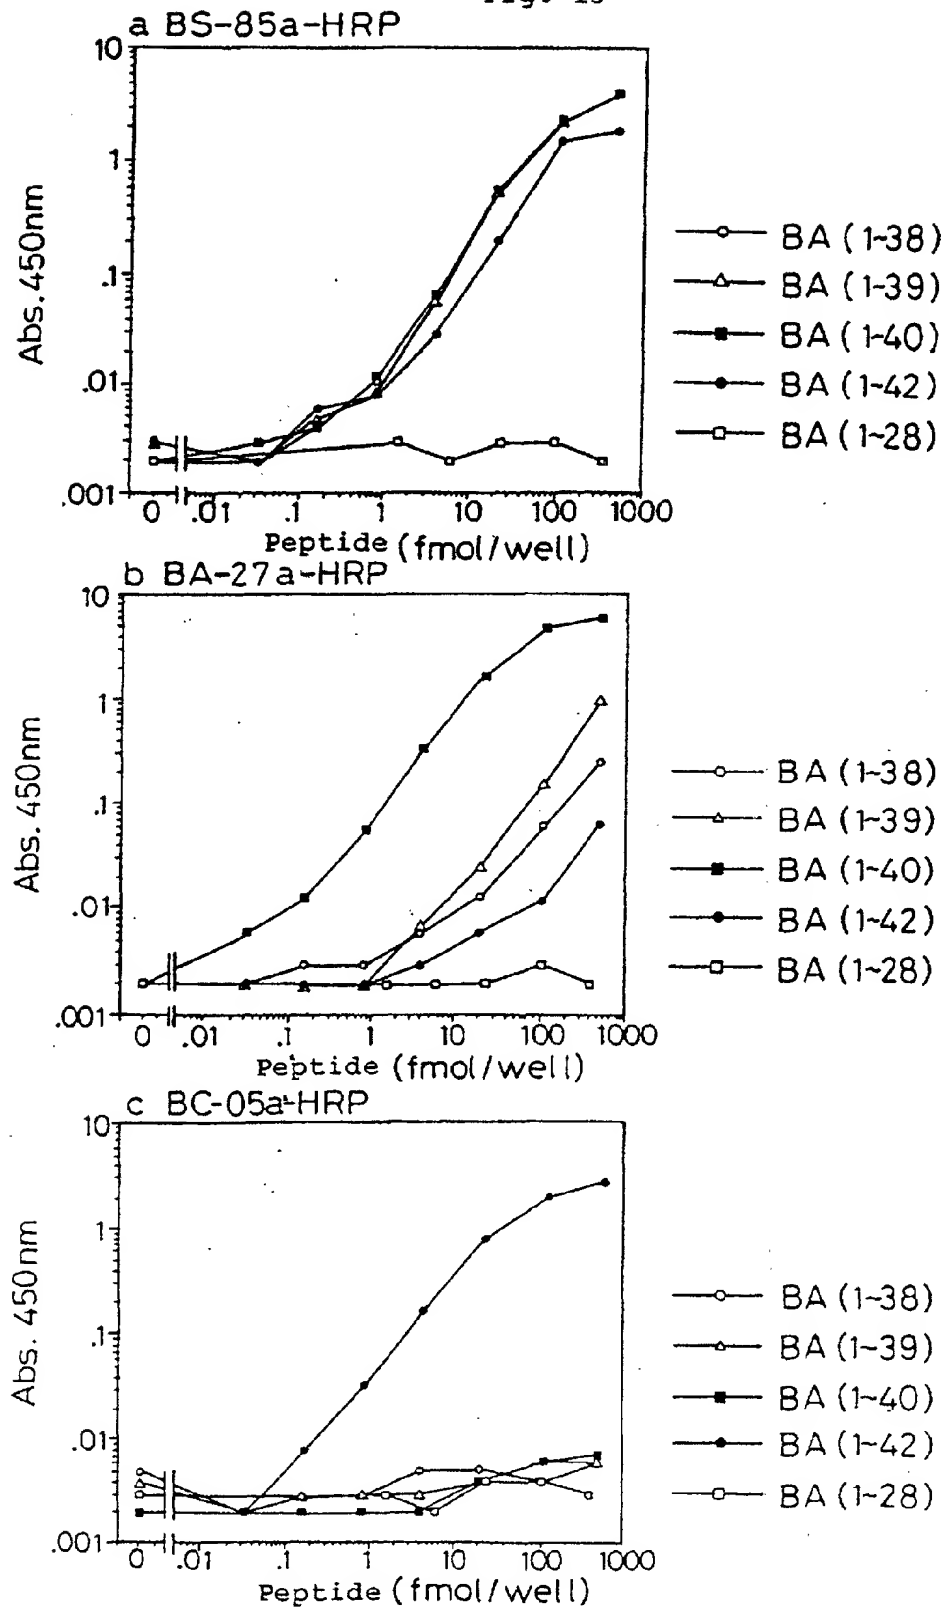 a BS-85a-HRP
10
1
.1
.01
.001
Abs. 450nm
0 .01 .1 1 10 100 1000
Peptide (fmol/well)
BA (1~38)
BA (1~39)
BA (1~40)
BA (1~42)
BA (1~28)
b BA-27a-HRP
10
1
.1
.01
.001
Abs. 450nm
0 .01 .1 1 10 100 1000
Peptide (fmol/well)
BA (1~38)
BA (1~39)
BA (1~40)
BA (1~42)
BA (1~28)
c BC-05a-HRP
10
1
.1
.01
.001
Abs. 450nm
0 .01 .1 1 10 100 1000
Peptide (fmol/well)
BA (1~38)
BA (1~39)
BA (1~40)
BA (1~42)
BA (1~28)